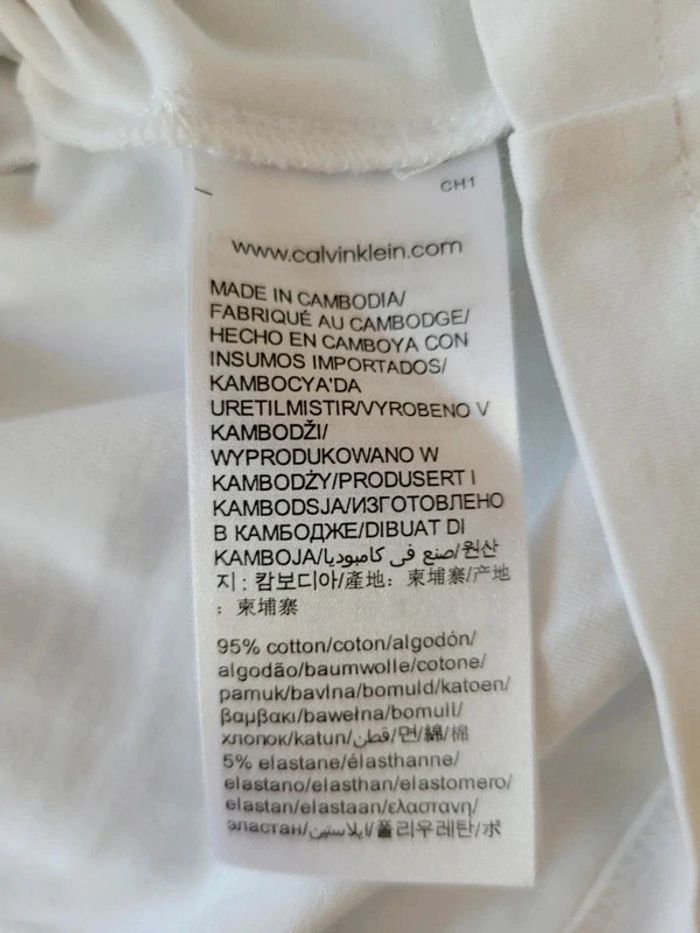 CH1
www.calvinklein.com
MADE IN CAMBODIA/
FABRIQUÉ AU CAMBODGE/
HECHO EN CAMBOYA CON
INSUMOS IMPORTADOS/
KAMBOCYA'DA
URETILMISTIR/VYROBENO V
KAMBODŽI/
WYPRODUKOWANO W
KAMBODŻY/PRODUSERT I
KAMBODSJA/ИЗГОТОВЛЕНО
В КАМБОДЖЕ/DIBUAT DI
KAMBOJA/صنع في كامبوديا/원산
지: 캄보디아/產地: 柬埔寨/产地
: 柬埔寨
95% cotton/coton/algodón/
algodão/baumwolle/cotone/
pamuk/bavlna/bomuld/katoen/
βαμβακι/bawełna/bomull/
хлопок/katun/قطن/면/綿/棉
5% elastane/élasthanne/
elastano/elasthan/elastomero/
elastan/elastaan/ελαστανη/
эластан/ايلاستين/폴리우레탄/ポ